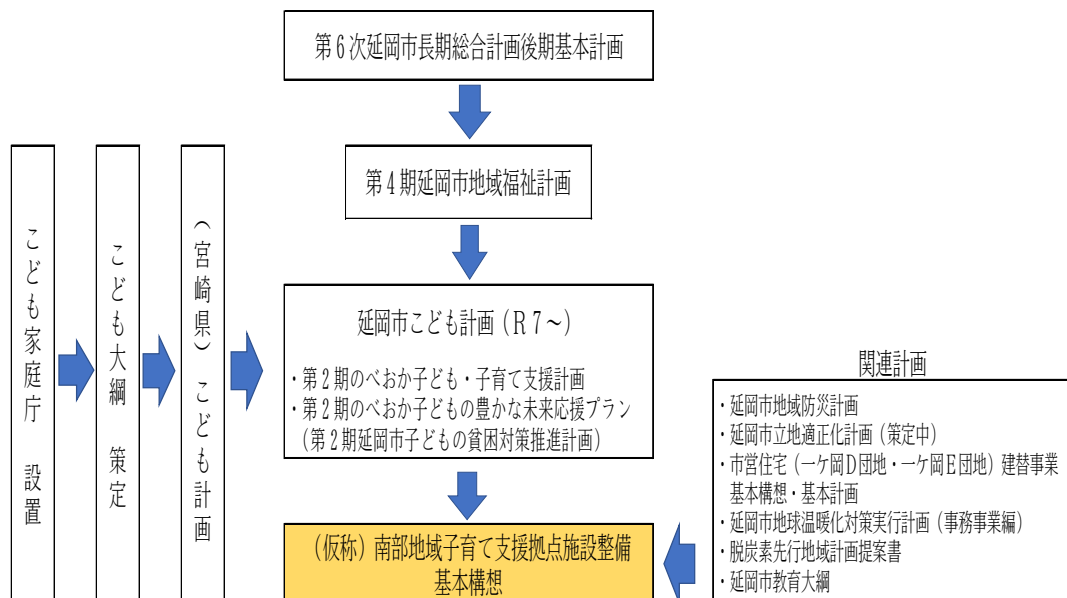 第６次延岡市長期総合計画後期基本計画
第４期延岡市地域福祉計画
こども家庭庁　設置
こども大綱　策定
（宮崎県）こども計画
延岡市こども計画（Ｒ７～）
・第２期のべおか子ども・子育て支援計画
・第２期のべおか子どもの豊かな未来応援プラン
（第２期延岡市子どもの貧困対策推進計画）
（仮称）南部地域子育て支援拠点施設整備
基本構想
関連計画
・延岡市地域防災計画
・延岡市立地適正化計画（策定中）
・市営住宅（一ケ岡Ｄ団地・一ケ岡Ｅ団地）建替事業
基本構想・基本計画
・延岡市地球温暖化対策実行計画（事務事業編）
・脱炭素先行地域計画提案書
・延岡市教育大綱